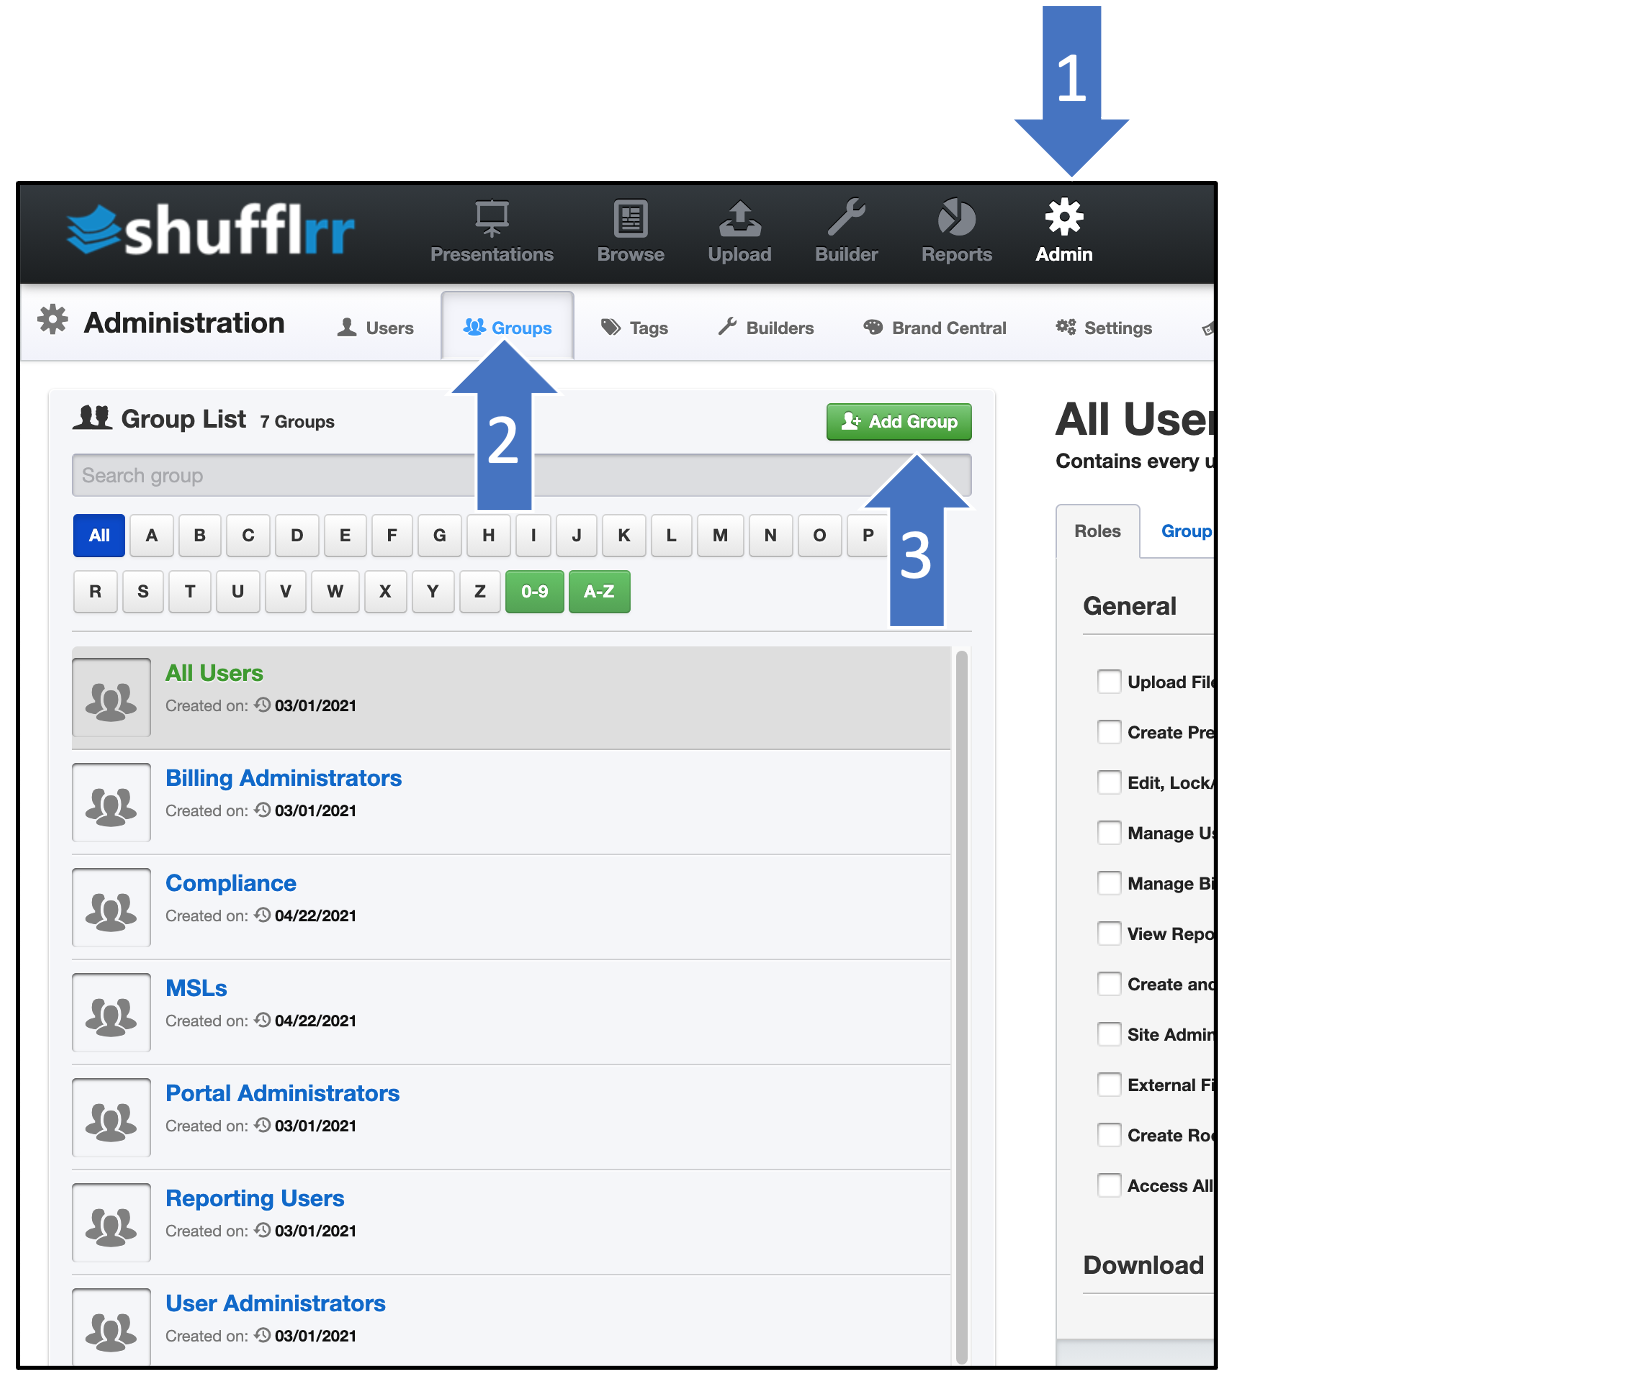 1
shufflrr
Presentations Browse Upload Builder Reports Admin
Administration Users Groups Tags Builders Brand Central Settings
2
Group List 7 Groups
Add Group
Search group
3
All A B C D E F G H I J K L M N O P
R S T U V W X Y Z 0-9 A-Z
All Users
Created on: 03/01/2021
Billing Administrators
Created on: 03/01/2021
Compliance
Created on: 04/22/2021
MSLs
Created on: 04/22/2021
Portal Administrators
Created on: 03/01/2021
Reporting Users
Created on: 03/01/2021
User Administrators
Created on: 03/01/2021
All User
Contains every u
Roles Group
General
Upload File
Create Pre
Edit, Lock/
Manage Us
Manage Bi
View Repo
Create and
Site Admin
External Fi
Create Roo
Access All
Download